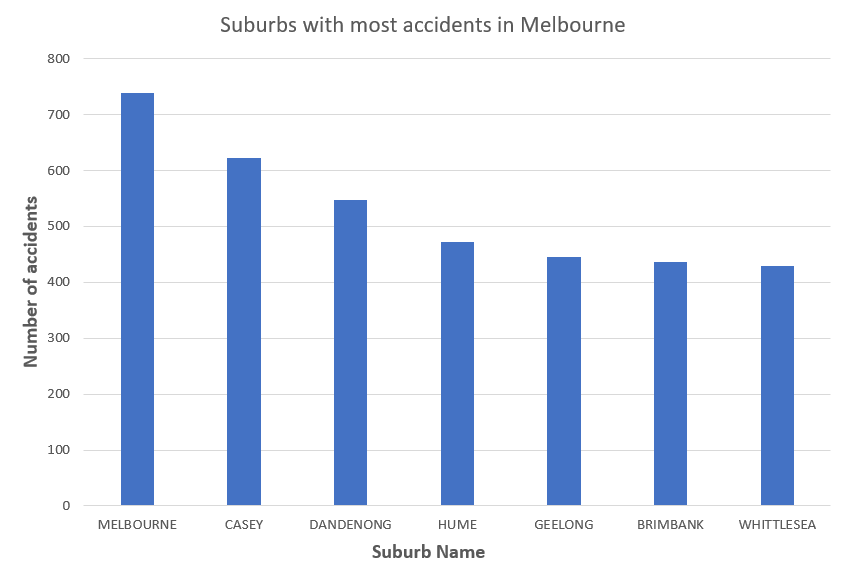 Suburbs with most accidents in Melbourne
800
700
600
500
400
300
200
100
0
Number of accidents
MELBOURNE CASEY DANDENONG HUME GEELONG BRIMBANK WHITTLESEA
Suburb Name